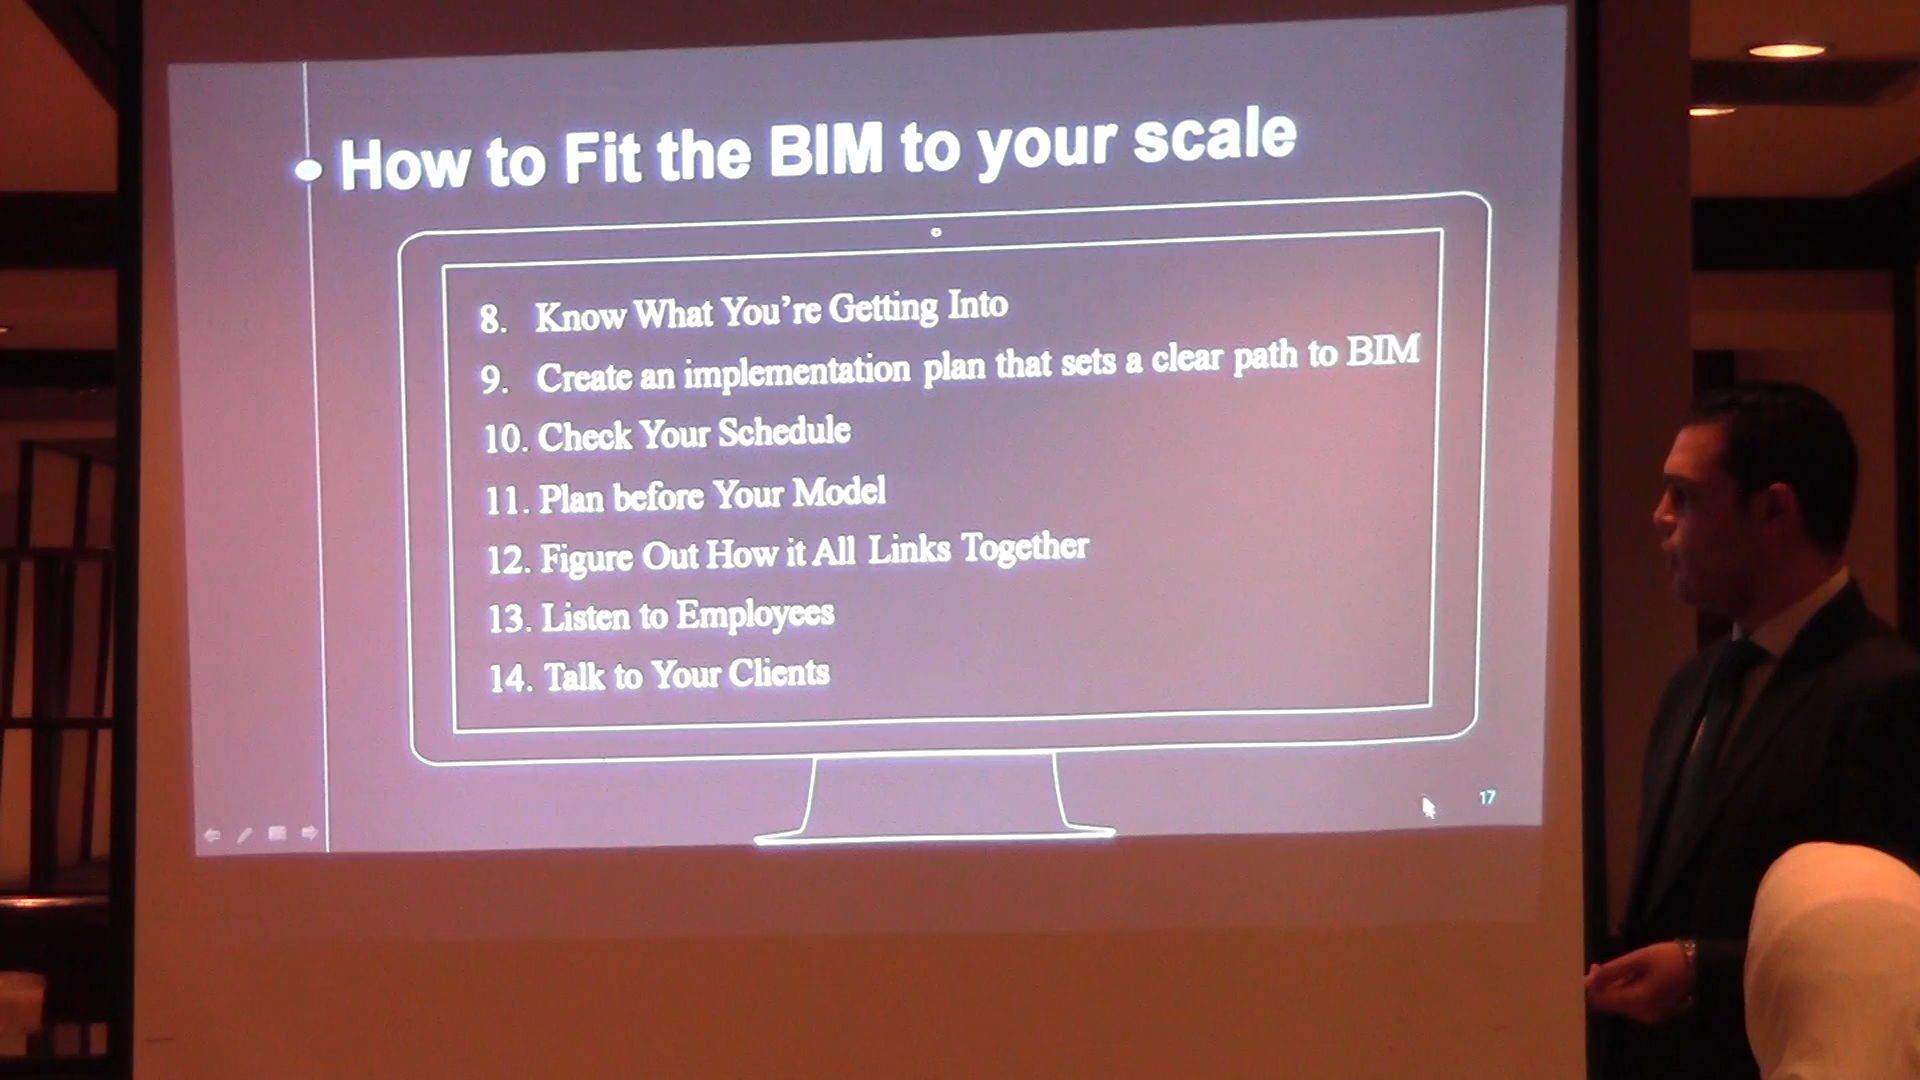 How to Fit the BIM to your scale
8. Know What You’re Getting Into
9. Create an implementation plan that sets a clear path to BIM
10. Check Your Schedule
11. Plan before Your Model
12. Figure Out How it All Links Together
13. Listen to Employees
14. Talk to Your Clients
17